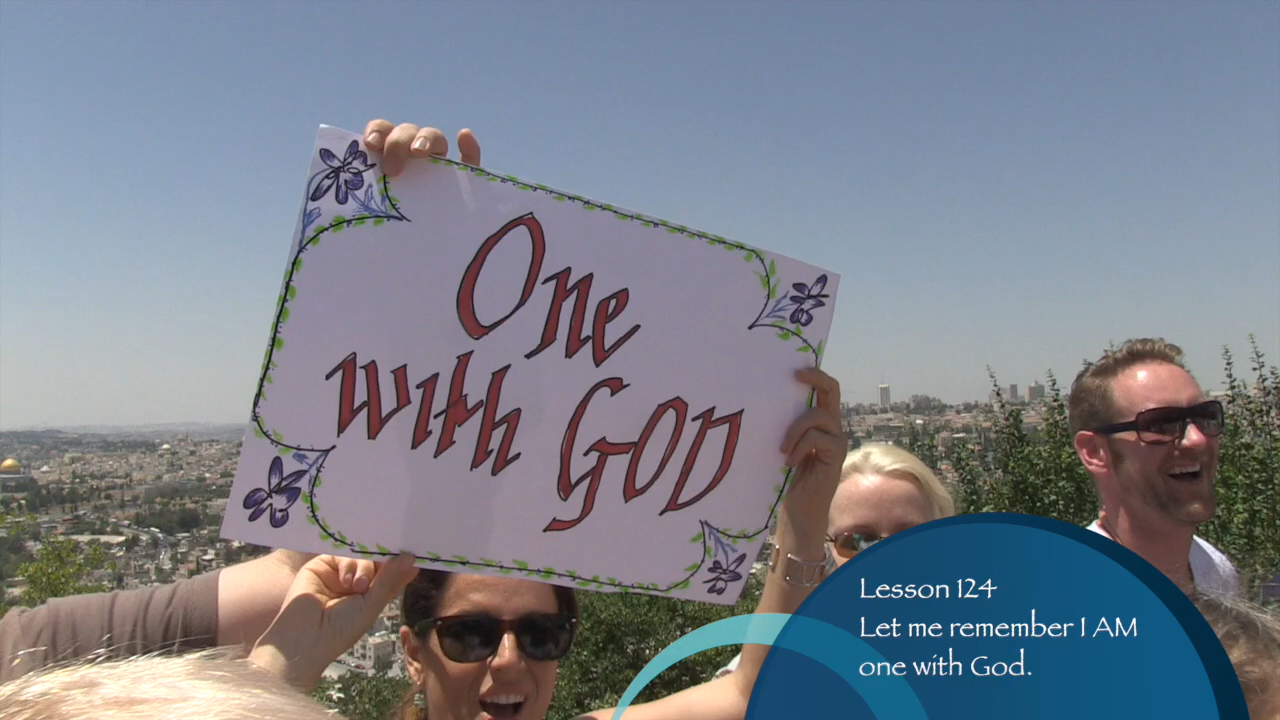 One
with GOD
Lesson 124
Let me remember I AM
one with God.